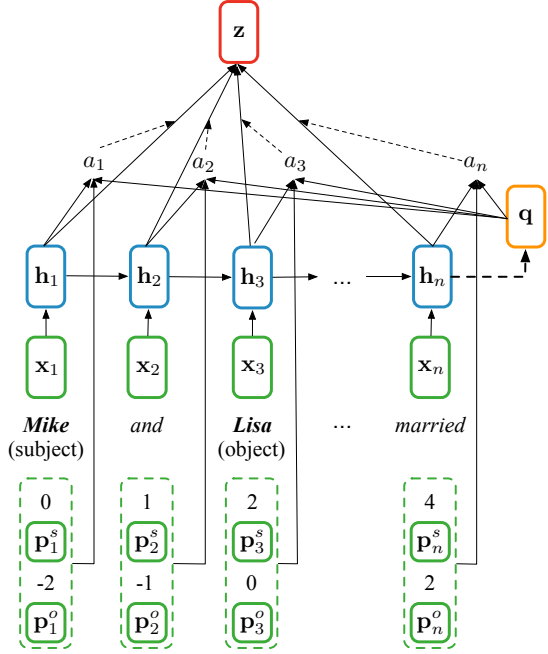 z
a₁ a₂ a₃ aₙ
q
h₁ h₂ h₃ ... hₙ
x₁ x₂ x₃ xₙ
Mike and Lisa ... married
(subject) (object)
0 1 2 4
p₁ˢ p₂ˢ p₃ˢ pₙˢ
-2 -1 0 2
p₁ᵒ p₂ᵒ p₃ᵒ pₙᵒ